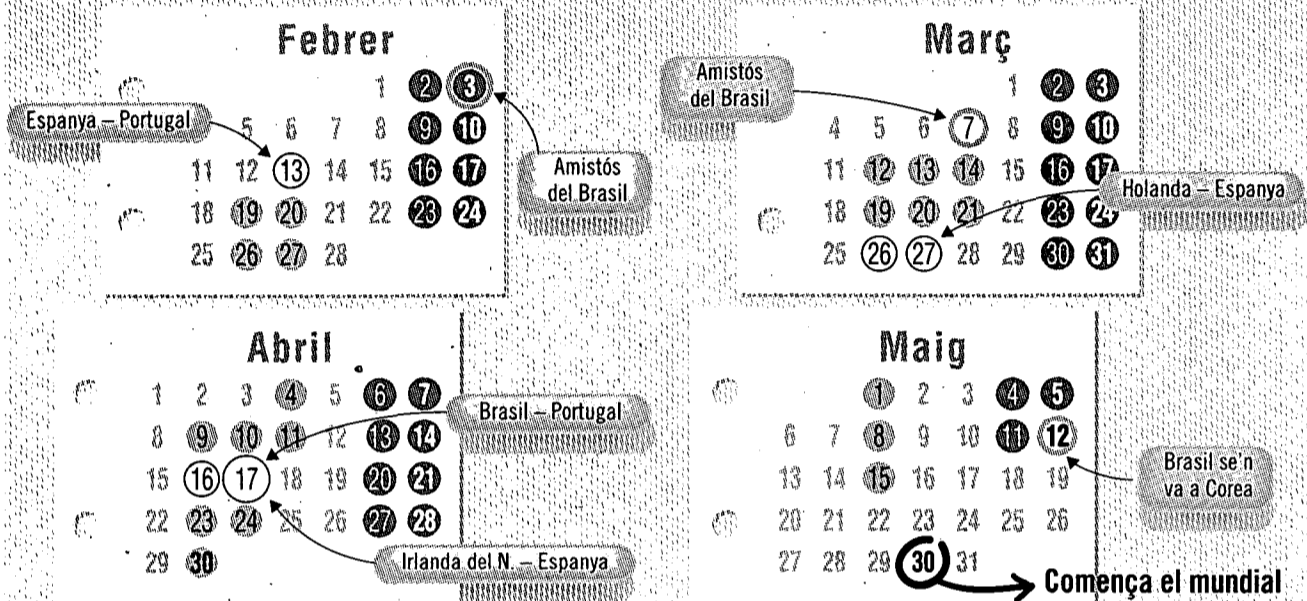 Febrer
1 2 3
5 6 7 8 9 10
11 12 13 14 15 16 17
18 19 20 21 22 23 24
25 26 27 28
Espanya – Portugal
Amistós
del Brasil
Març
1 2 3
4 5 6 7 8 9 10
11 12 13 14 15 16 17
18 19 20 21 22 23 24
25 26 27 28 29 30 31
Amistós
del Brasil
Holanda – Espanya
Abril
1 2 3 4 5 6 7
8 9 10 11 12 13 14
15 16 17 18 19 20 21
22 23 24 25 26 27 28
29 30
Brasil – Portugal
Irlanda del N. – Espanya
Maig
1 2 3 4 5
6 7 8 9 10 11 12
13 14 15 16 17 18 19
20 21 22 23 24 25 26
27 28 29 30 31
Brasil se'n
va a Corea
Comença el mundial